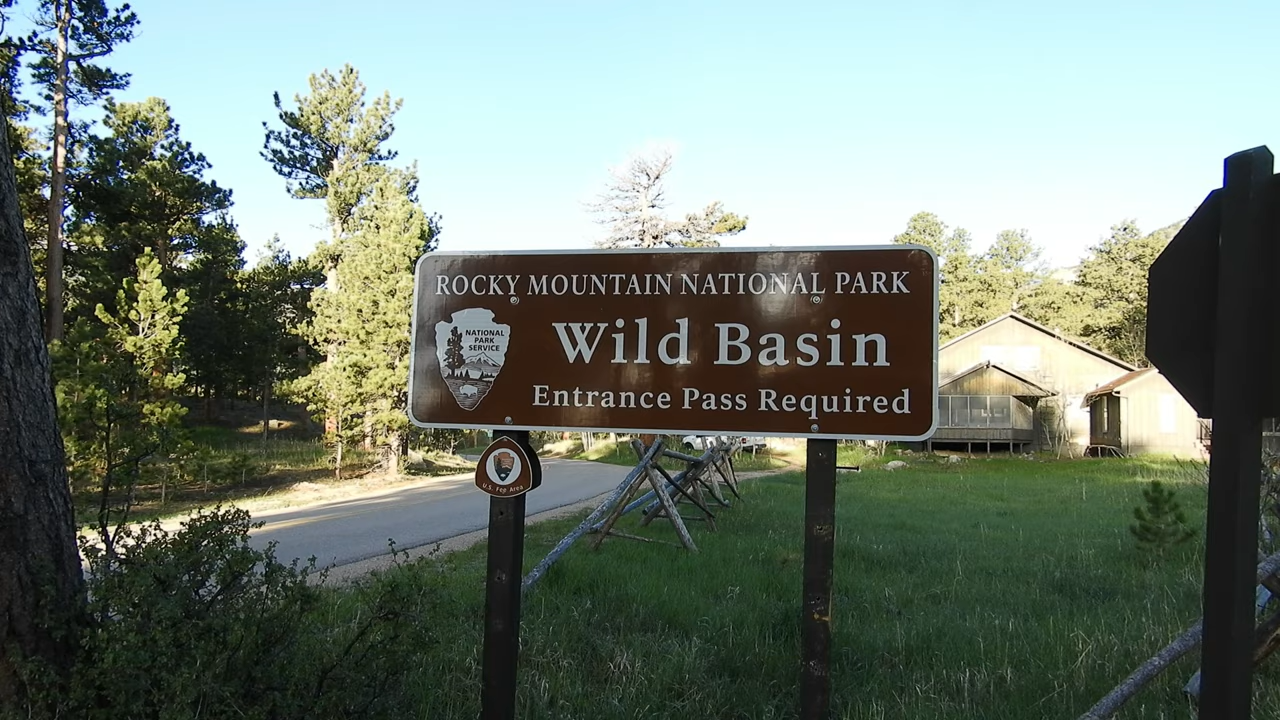 ROCKY MOUNTAIN NATIONAL PARK
NATIONAL
PARK
SERVICE
Wild Basin
Entrance Pass Required
U.S. Fee Area